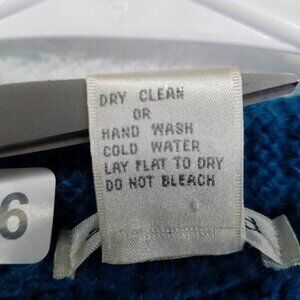 DRY CLEAN
OR
HAND WASH
COLD WATER
LAY FLAT TO DRY
DO NOT BLEACH
6